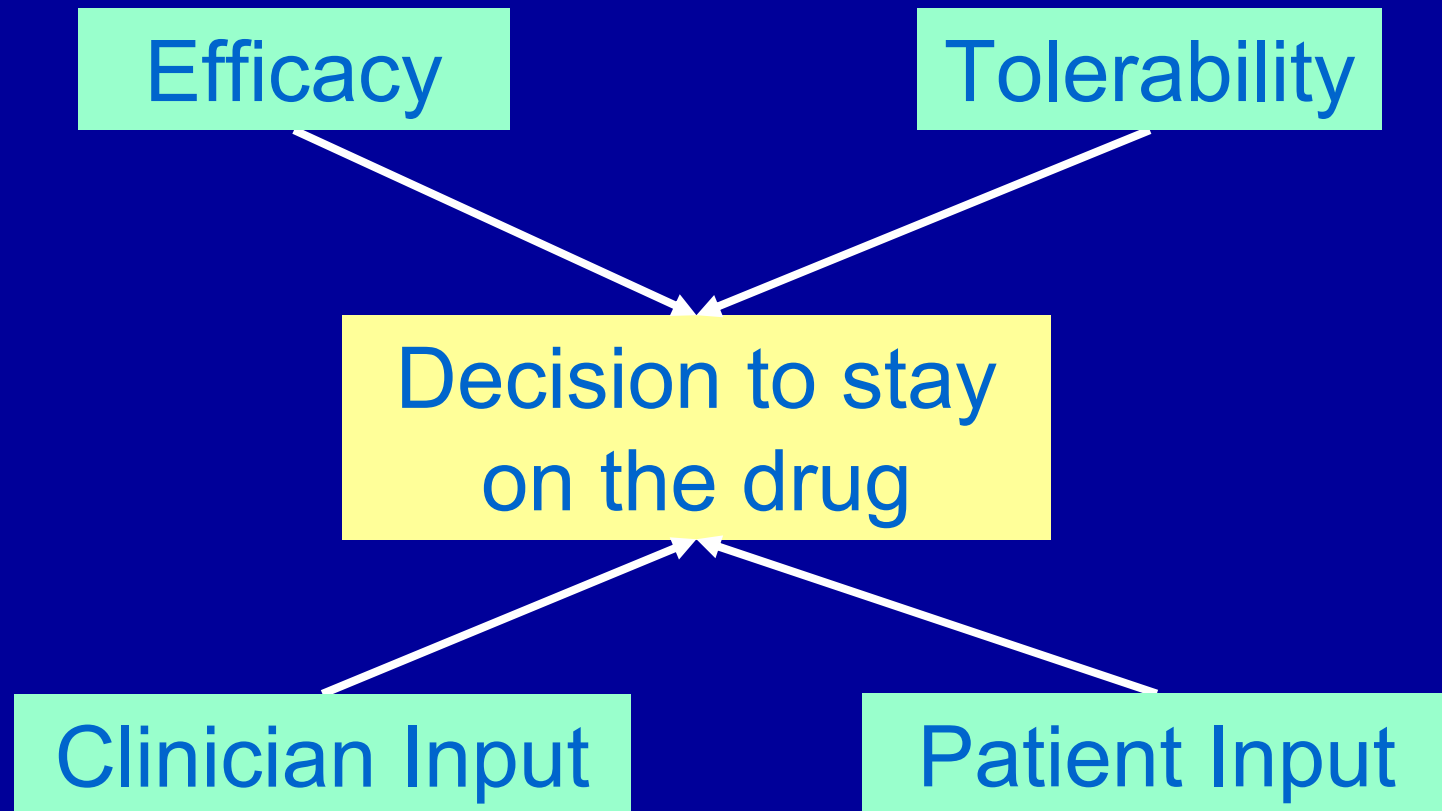 Efficacy
Tolerability
Decision to stay
on the drug
Clinician Input
Patient Input